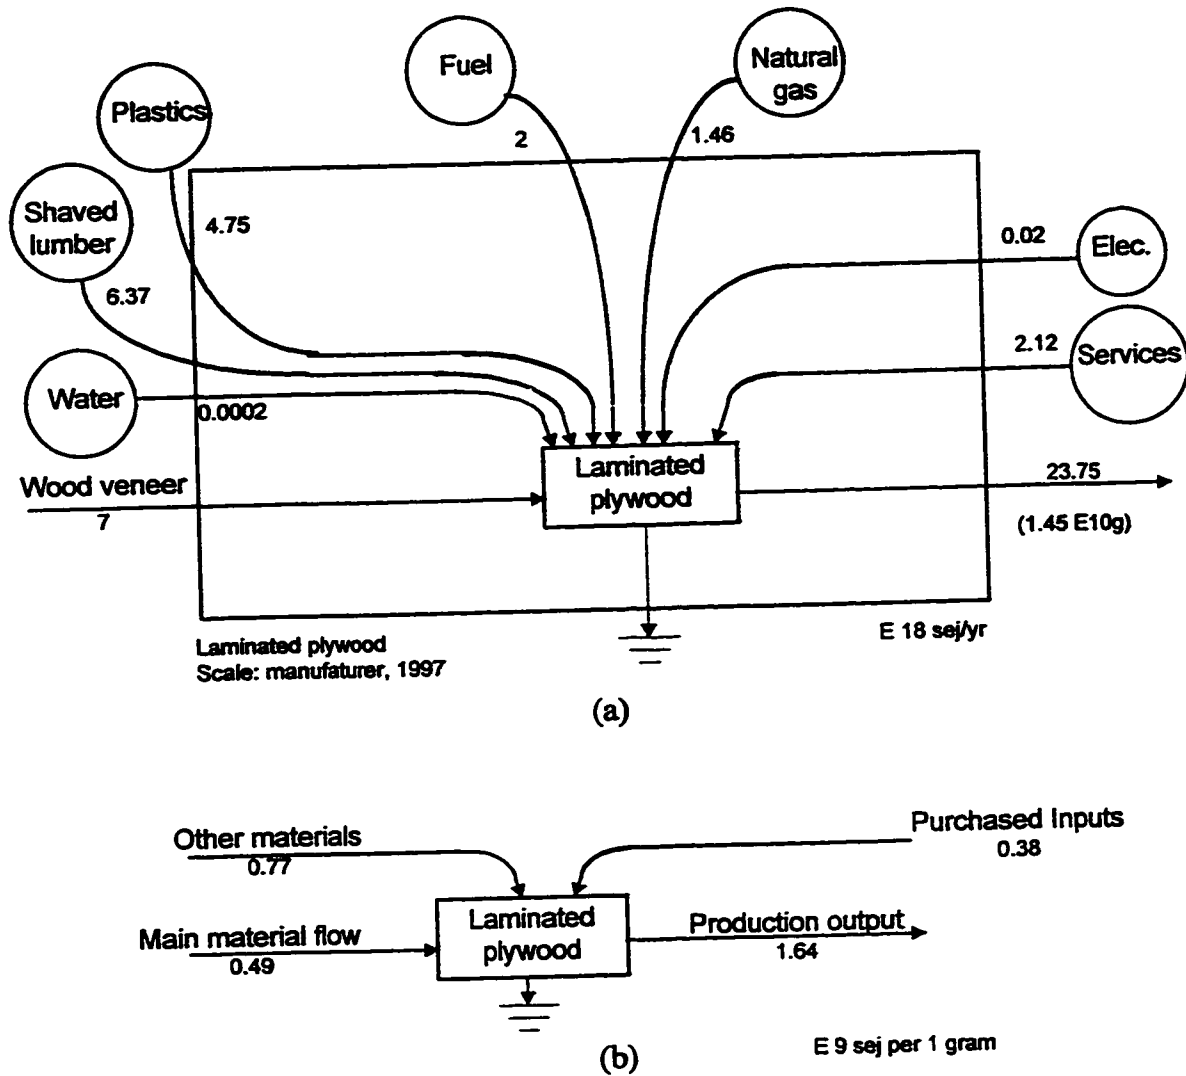 Fuel
Natural
gas
Plastics
2
1.46
Shaved
lumber
4.75
0.02
Elec.
6.37
2.12
Services
Water
0.0002
Laminated
plywood
23.75
Wood veneer
7
(1.45 E10g)
Laminated plywood
Scale: manufaturer, 1997
E 18 sej/yr
(a)
Other materials
0.77
Purchased Inputs
0.38
Laminated
plywood
Main material flow
0.49
Production output
1.64
(b)
E 9 sej per 1 gram